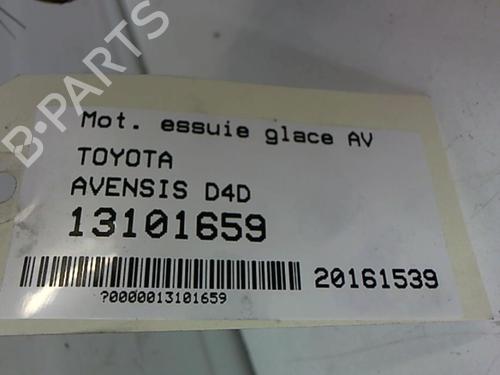 B-PARTS
Mot. essuie glace AV
TOYOTA
AVENSIS D4D
13101659
20161539
?0000013101659